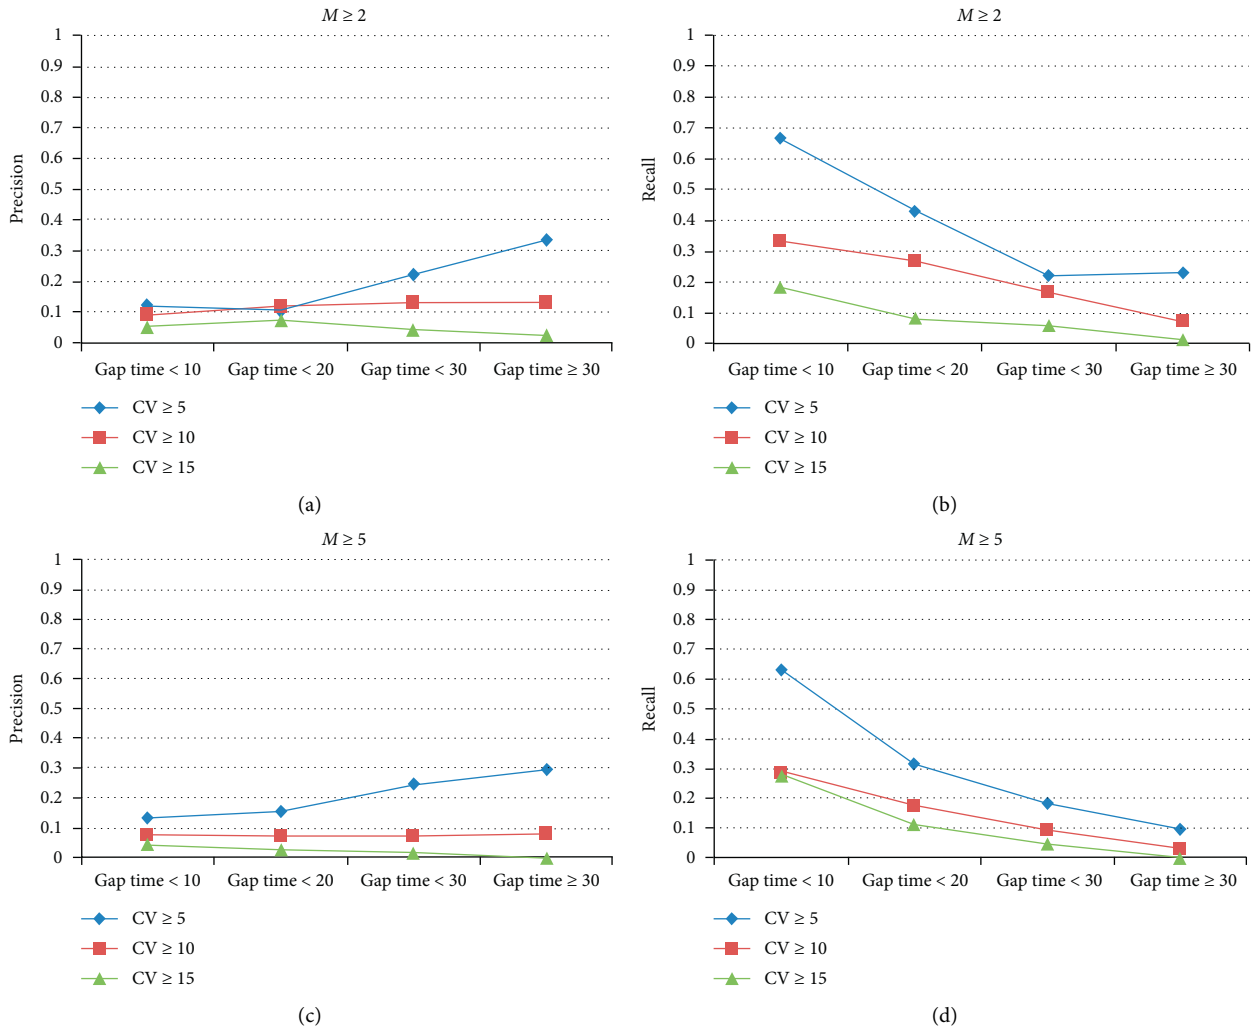 M ≥ 2
Precision
1
0.9
0.8
0.7
0.6
0.5
0.4
0.3
0.2
0.1
0
Gap time < 10 Gap time < 20 Gap time < 30 Gap time ≥ 30
CV ≥ 5
CV ≥ 10
CV ≥ 15
(a)
M ≥ 2
Recall
1
0.9
0.8
0.7
0.6
0.5
0.4
0.3
0.2
0.1
0
Gap time < 10 Gap time < 20 Gap time < 30 Gap time ≥ 30
CV ≥ 5
CV ≥ 10
CV ≥ 15
(b)
M ≥ 5
Precision
1
0.9
0.8
0.7
0.6
0.5
0.4
0.3
0.2
0.1
0
Gap time < 10 Gap time < 20 Gap time < 30 Gap time ≥ 30
CV ≥ 5
CV ≥ 10
CV ≥ 15
(c)
M ≥ 5
Recall
1
0.9
0.8
0.7
0.6
0.5
0.4
0.3
0.2
0.1
0
Gap time < 10 Gap time < 20 Gap time < 30 Gap time ≥ 30
CV ≥ 5
CV ≥ 10
CV ≥ 15
(d)